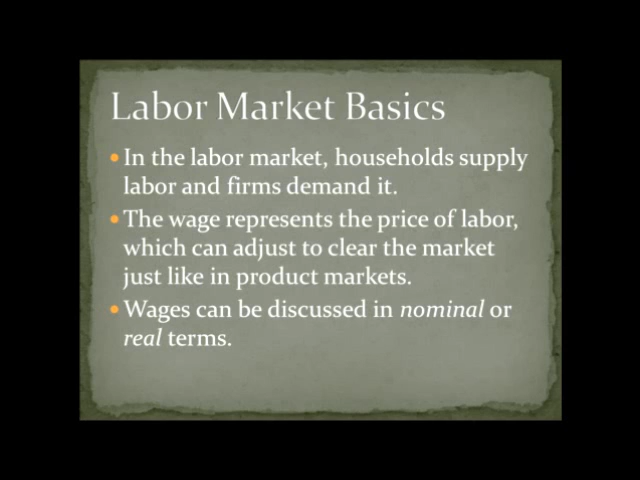 Labor Market Basics
• In the labor market, households supply
labor and firms demand it.
• The wage represents the price of labor,
which can adjust to clear the market
just like in product markets.
• Wages can be discussed in nominal or
real terms.